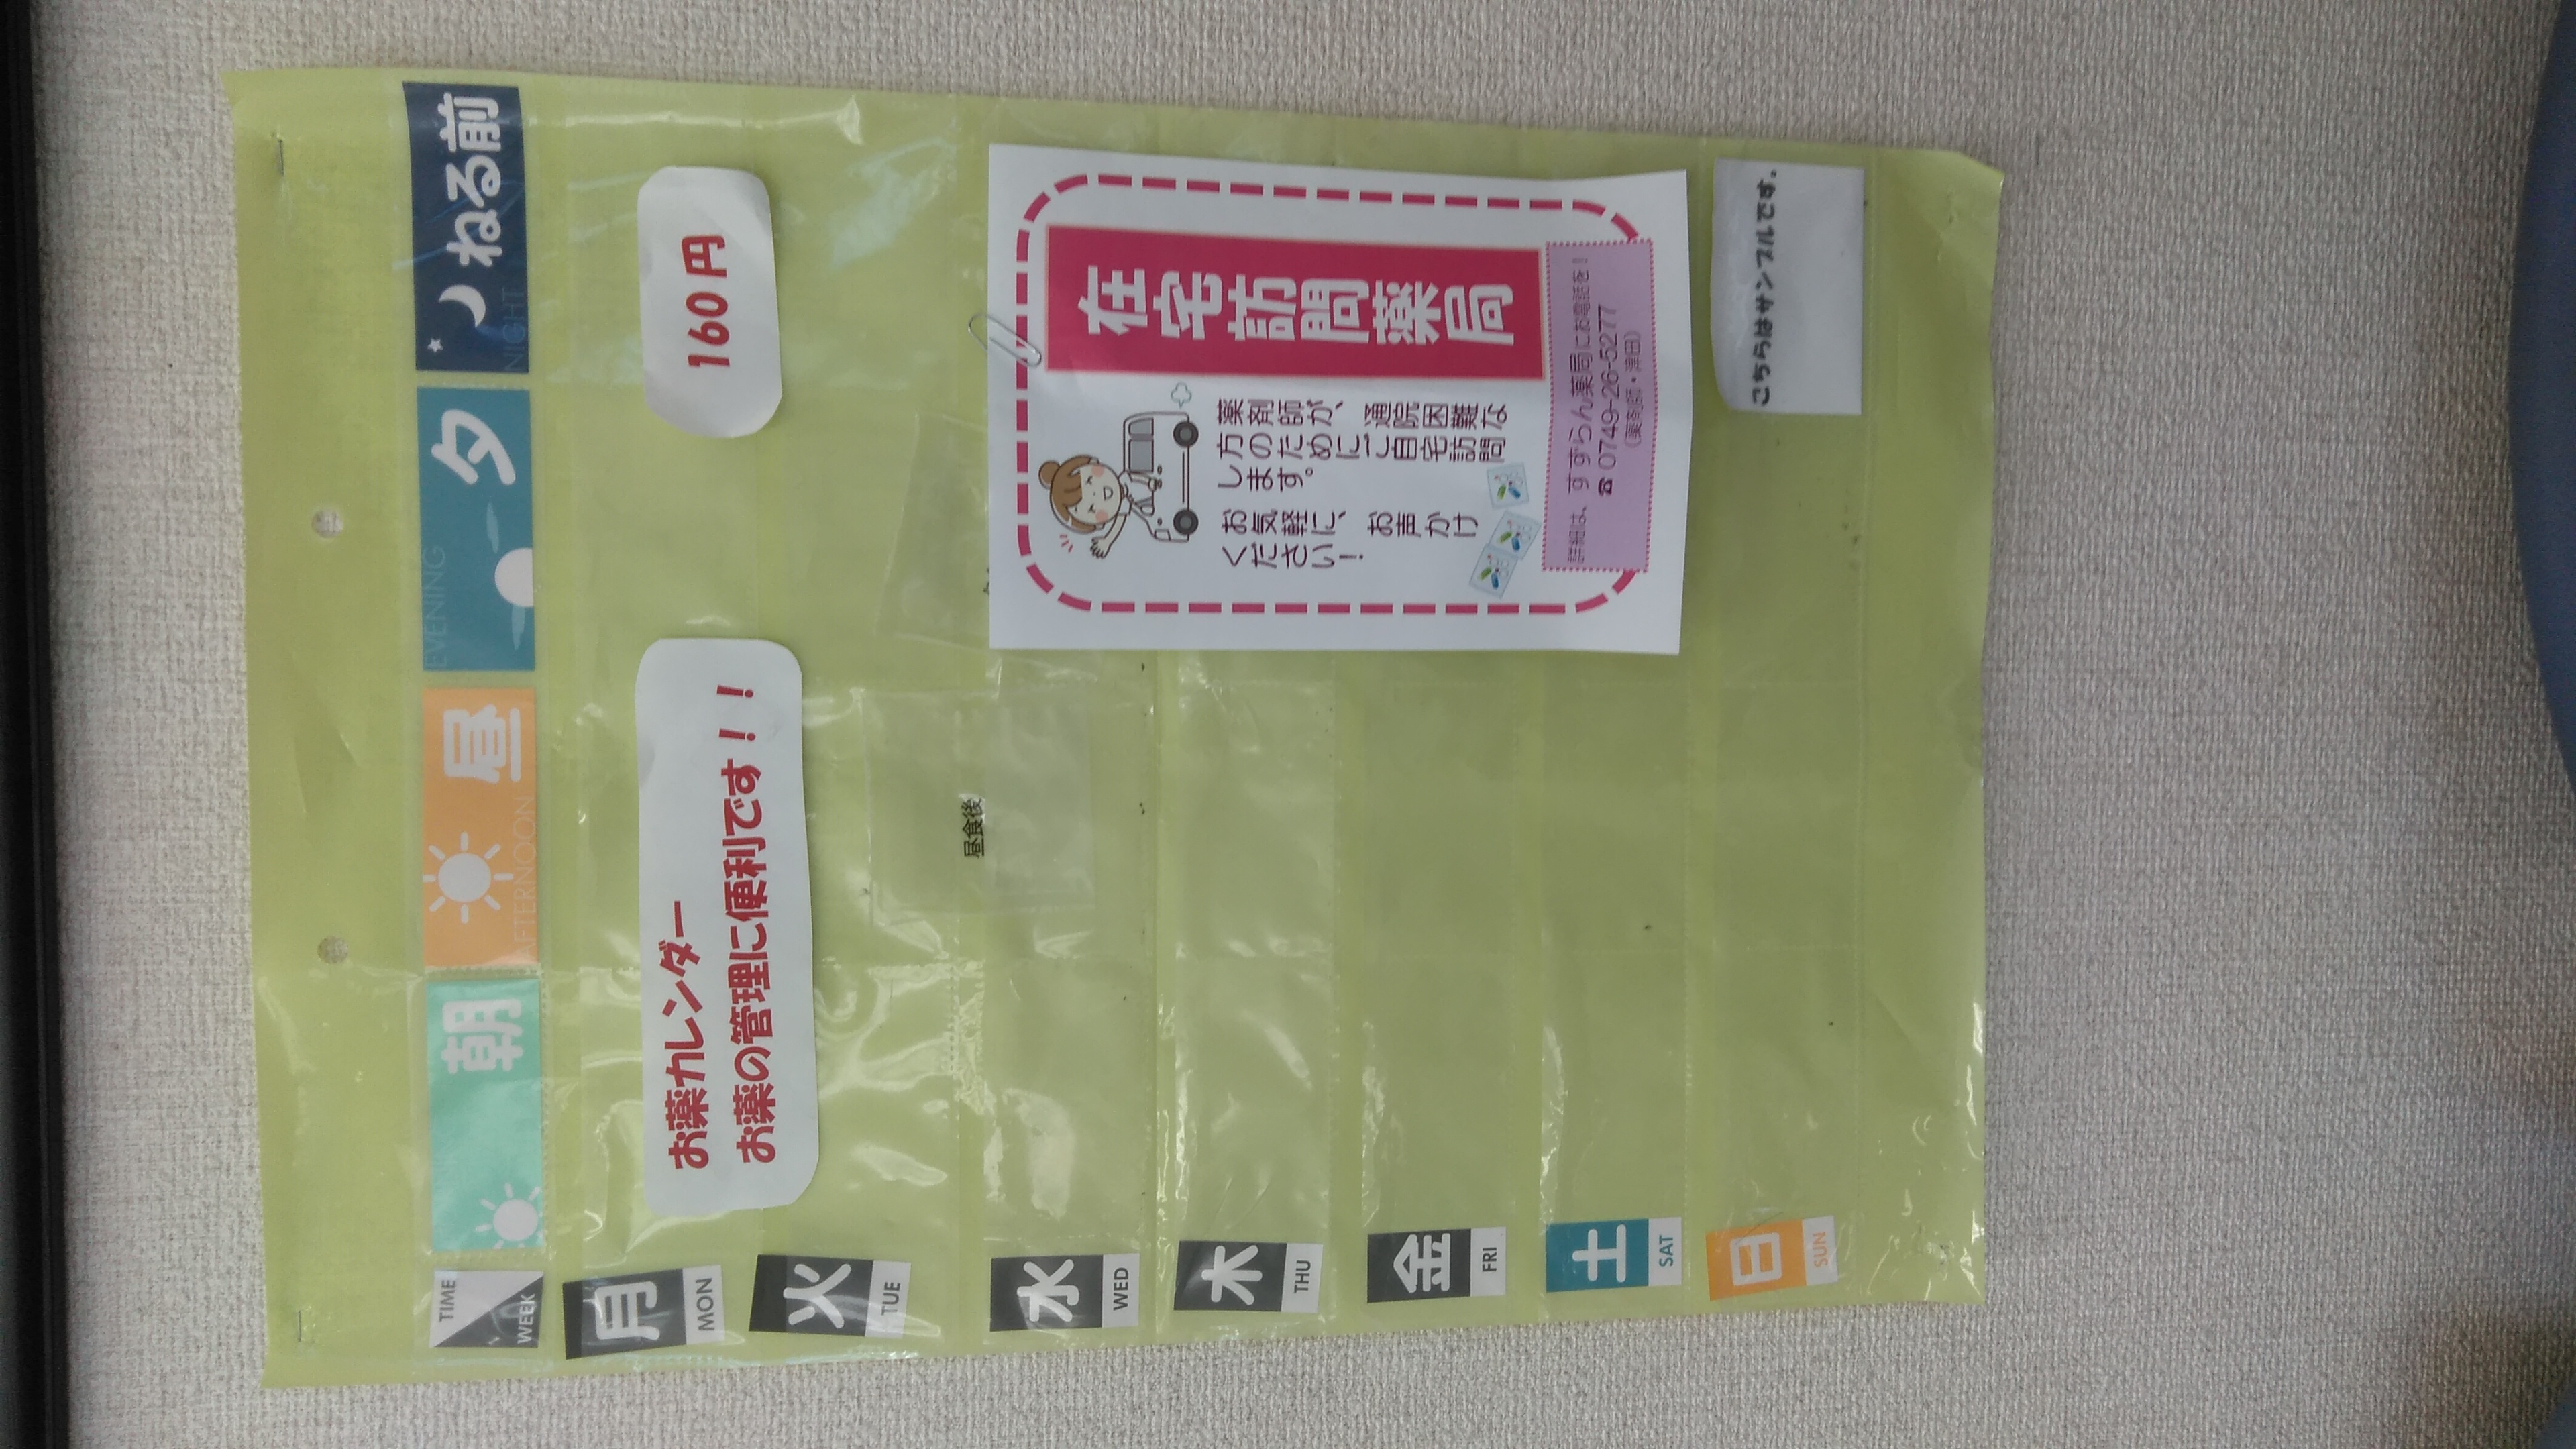 TIME
WEEK
朝
昼
AFTERNOON
夕
EVENING
ねる前
NIGHT
月
MON
お薬カレンダー
お薬の管理に便利です！！
160円
火
TUE
昼食後
水
WED
在宅訪問薬局
薬剤師が、通院困難な
方のためにご自宅訪問
します。
お気軽に、お声かけ
ください！
詳細は、すずらん薬局にお電話を！
☎ 0749-26-5277
（薬剤師・津田）
木
THU
金
FRI
土
SAT
日
SUN
こちらはサンプルです。